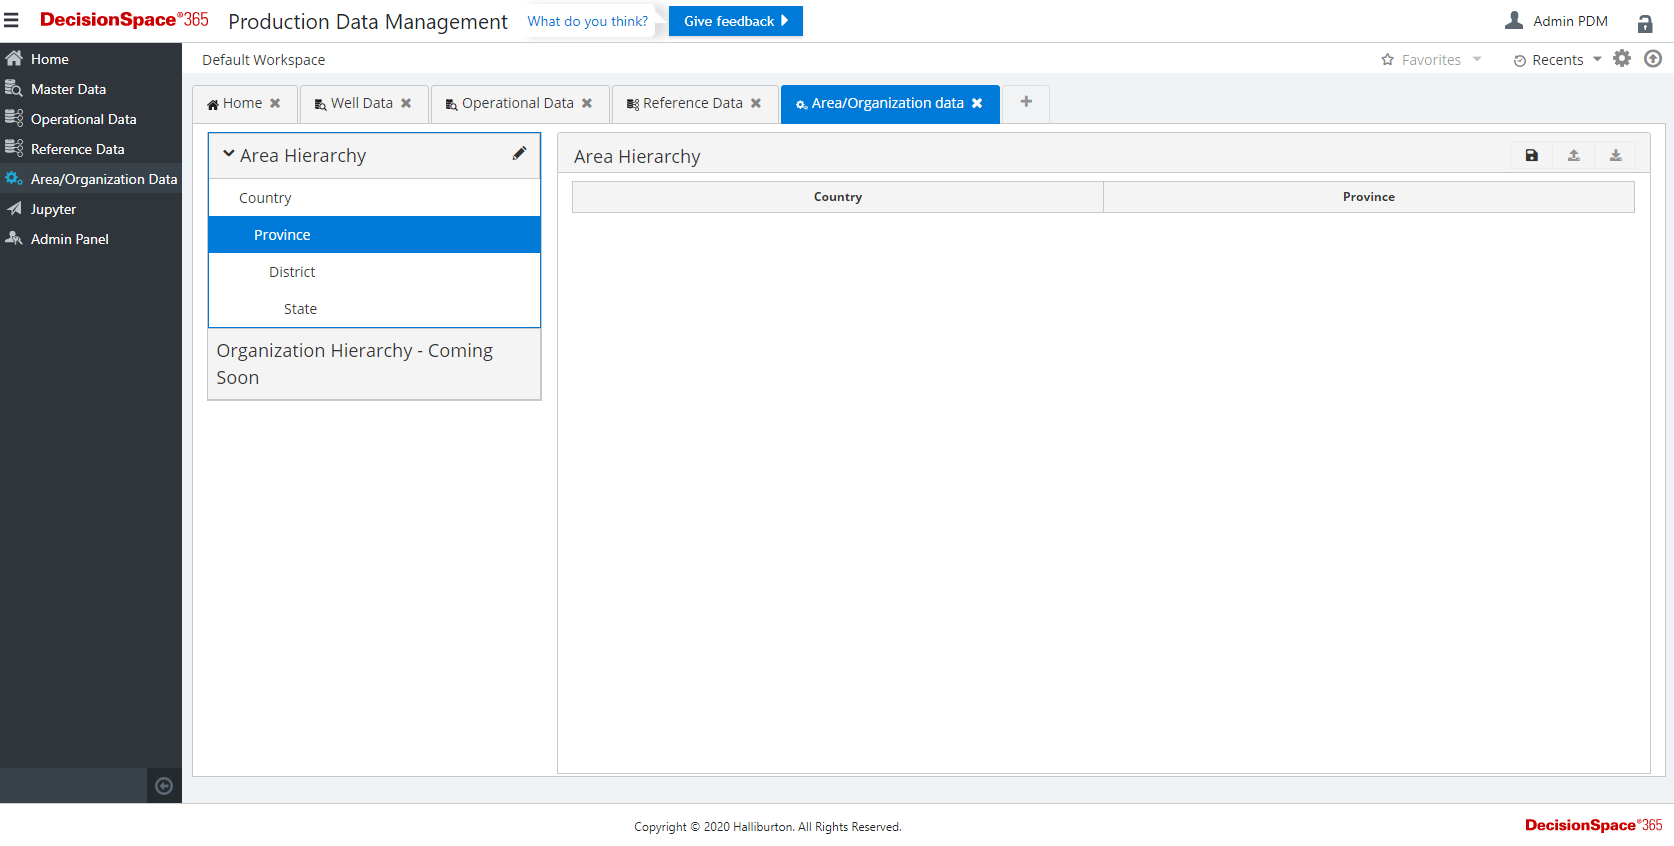 DecisionSpace®365 Production Data Management What do you think? Give feedback Admin PDM
Home
Master Data
Operational Data
Reference Data
Area/Organization Data
Jupyter
Admin Panel
Default Workspace Favorites Recents
Home Well Data Operational Data Reference Data Area/Organization data
Area Hierarchy
Country
Province
District
State
Organization Hierarchy - Coming
Soon
Area Hierarchy
Country Province
Copyright © 2020 Halliburton. All Rights Reserved.
DecisionSpace®365